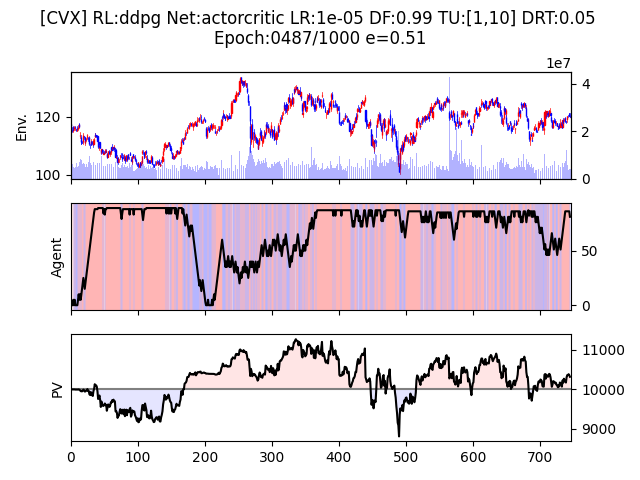 [CVX] RL:ddpg Net:actorcritic LR:1e-05 DF:0.99 TU:[1,10] DRT:0.05
Epoch:0487/1000 e=0.51
1e7
Env.
120
100
4
2
0
Agent
50
0
PV
11000
10000
9000
0 100 200 300 400 500 600 700